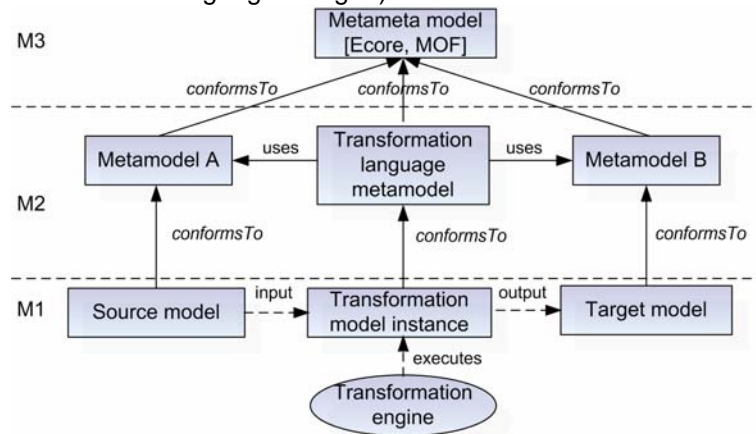 Metameta model
M3
[Ecore, MOF]
conformsTo
conformsTo
conformsTo
Metamodel A
uses
Transformation
language
metamodel
uses
Metamodel B
M2
conformsTo
conformsTo
conformsTo
M1
Source model
input
Transformation
model instance
output
Target model
executes
Transformation
engine